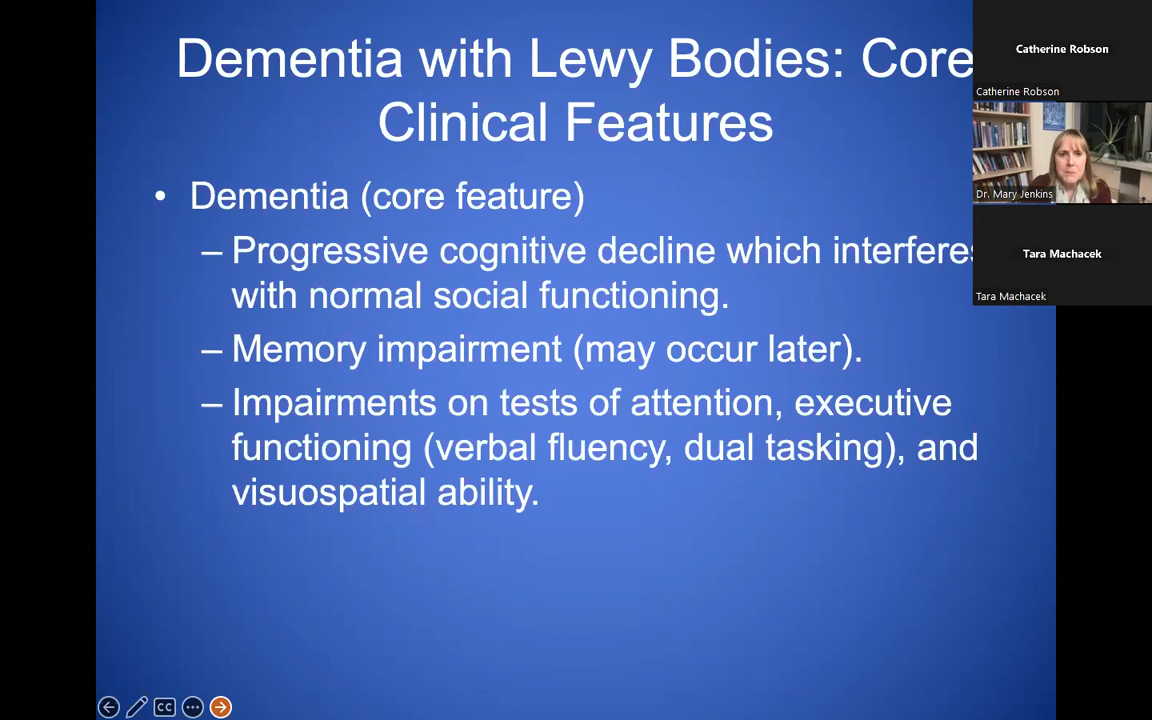 Dementia with Lewy Bodies: Core
Clinical Features
• Dementia (core feature)
– Progressive cognitive decline which interferes
with normal social functioning.
– Memory impairment (may occur later).
– Impairments on tests of attention, executive
functioning (verbal fluency, dual tasking), and
visuospatial ability.
Catherine Robson
Catherine Robson
Dr. Mary Jenkins
Tara Machacek
Tara Machacek
CC